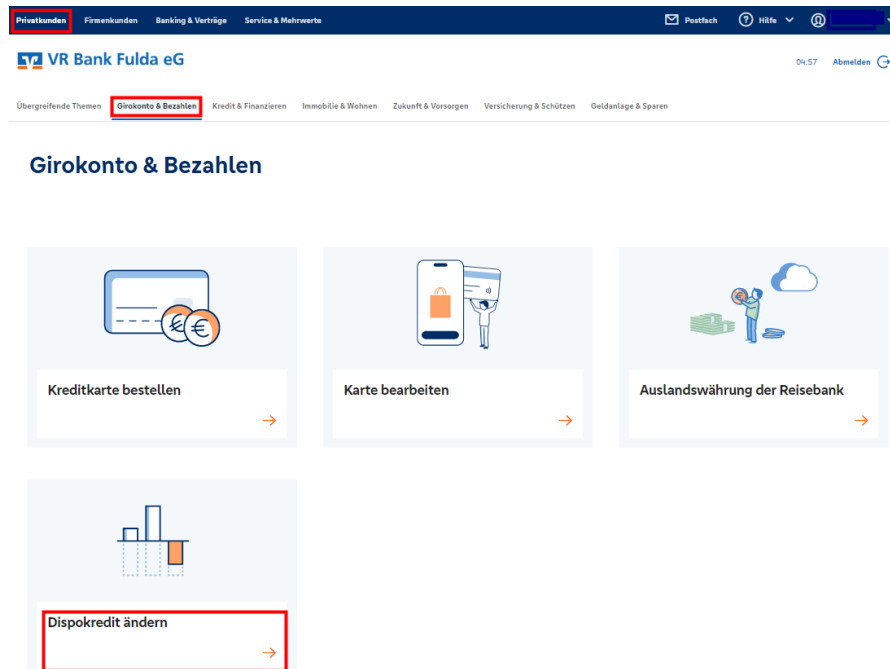 Privatkunden Firmenkunden Banking & Verträge Service & Mehrwerte Postfach Hilfe
VR Bank Fulda eG
04:57 Abmelden
Übergreifende Themen Girokonto & Bezahlen Kredit & Finanzieren Immobilie & Wohnen Zukunft & Vorsorgen Versicherung & Schützen Geldanlage & Sparen
Girokonto & Bezahlen
Kreditkarte bestellen
Karte bearbeiten
Auslandswährung der Reisebank
Dispokredit ändern